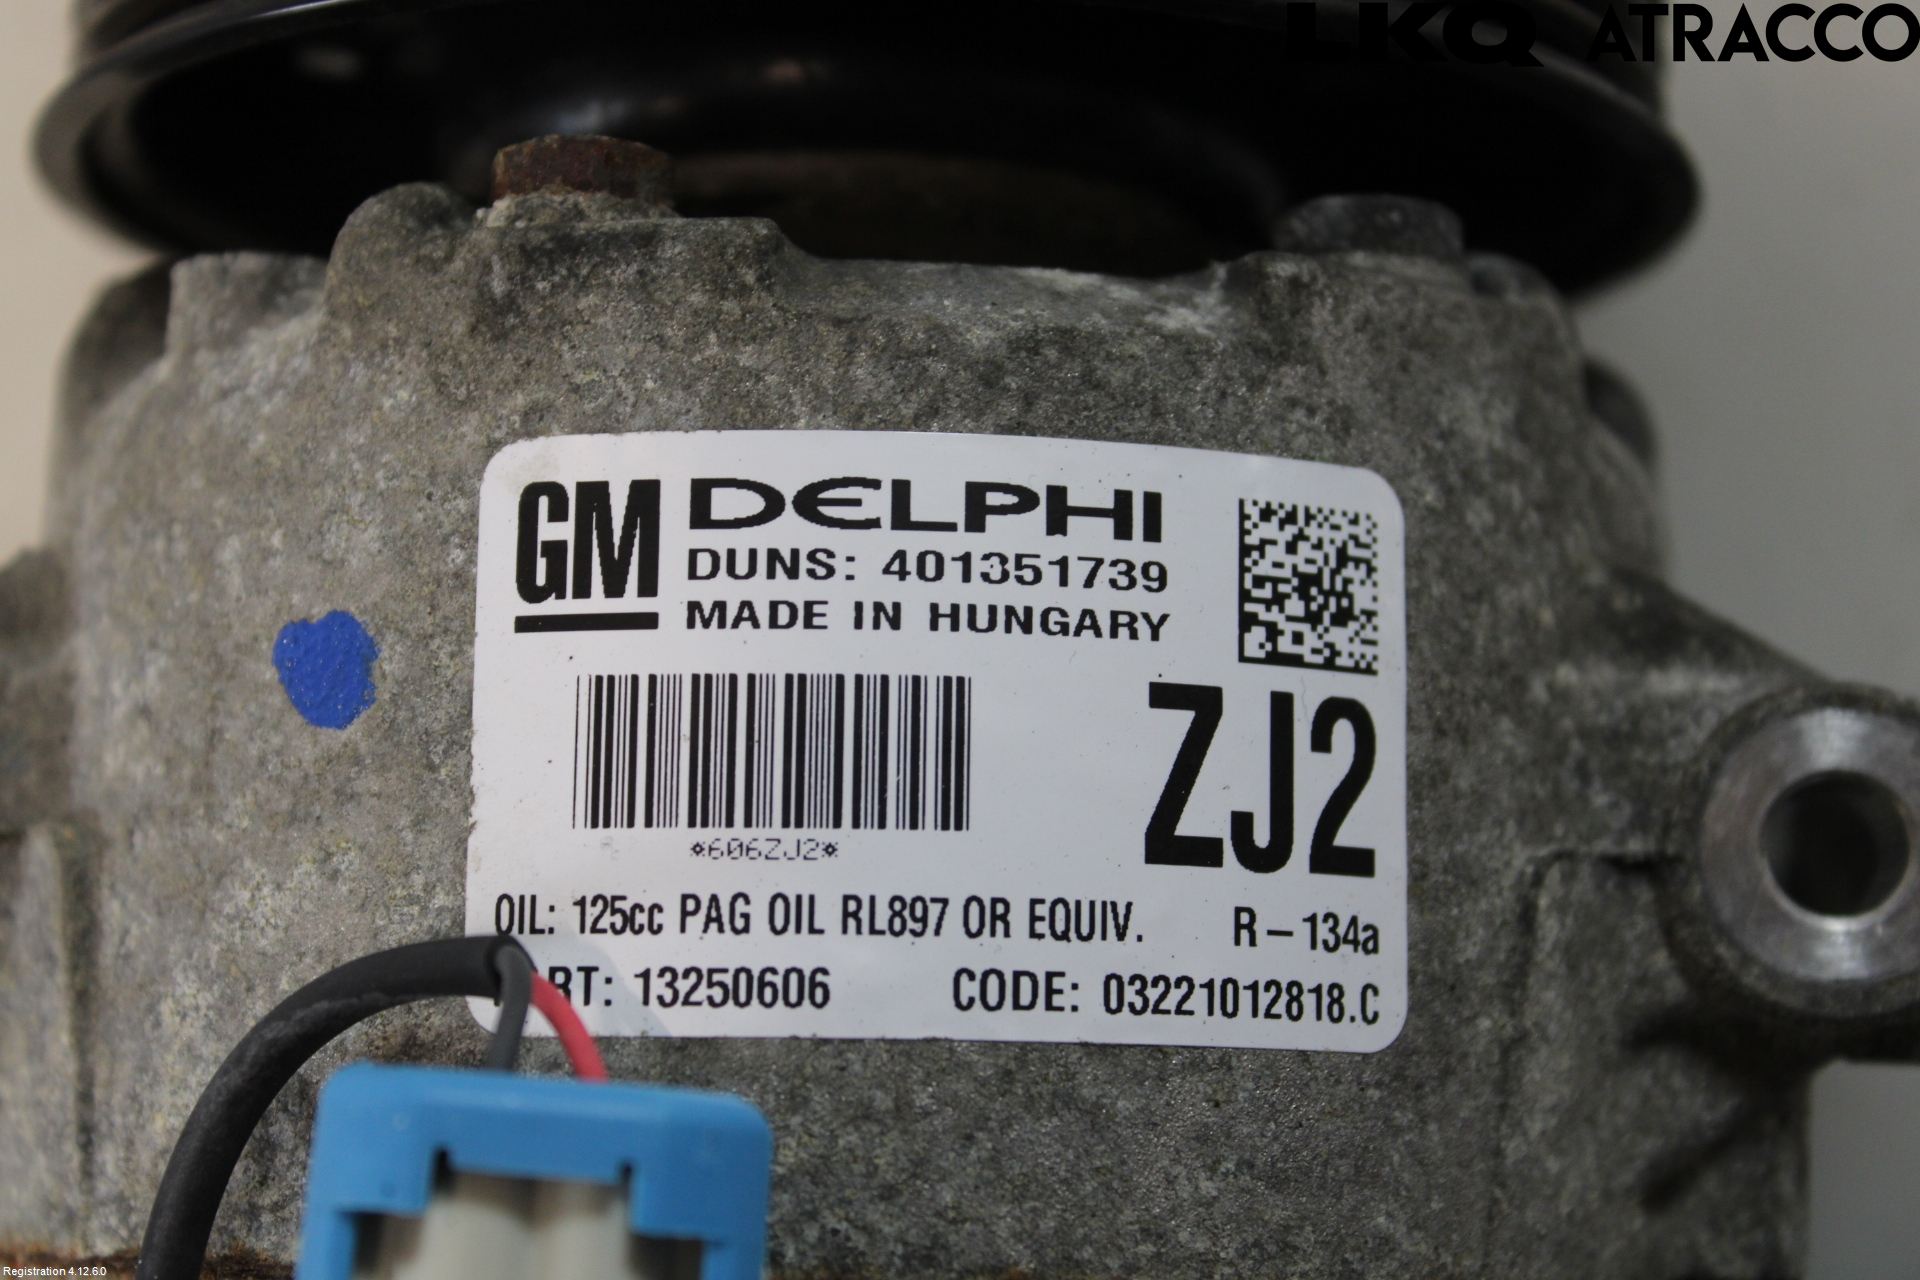 LKQ ATRACCO
GM DELPHI
DUNS: 401351739
MADE IN HUNGARY
ZJ2
*606ZJ2*
OIL: 125cc PAG OIL RL897 OR EQUIV. R-134a
13250606 CODE: 03221012818.C
Registration 4.12.6.0